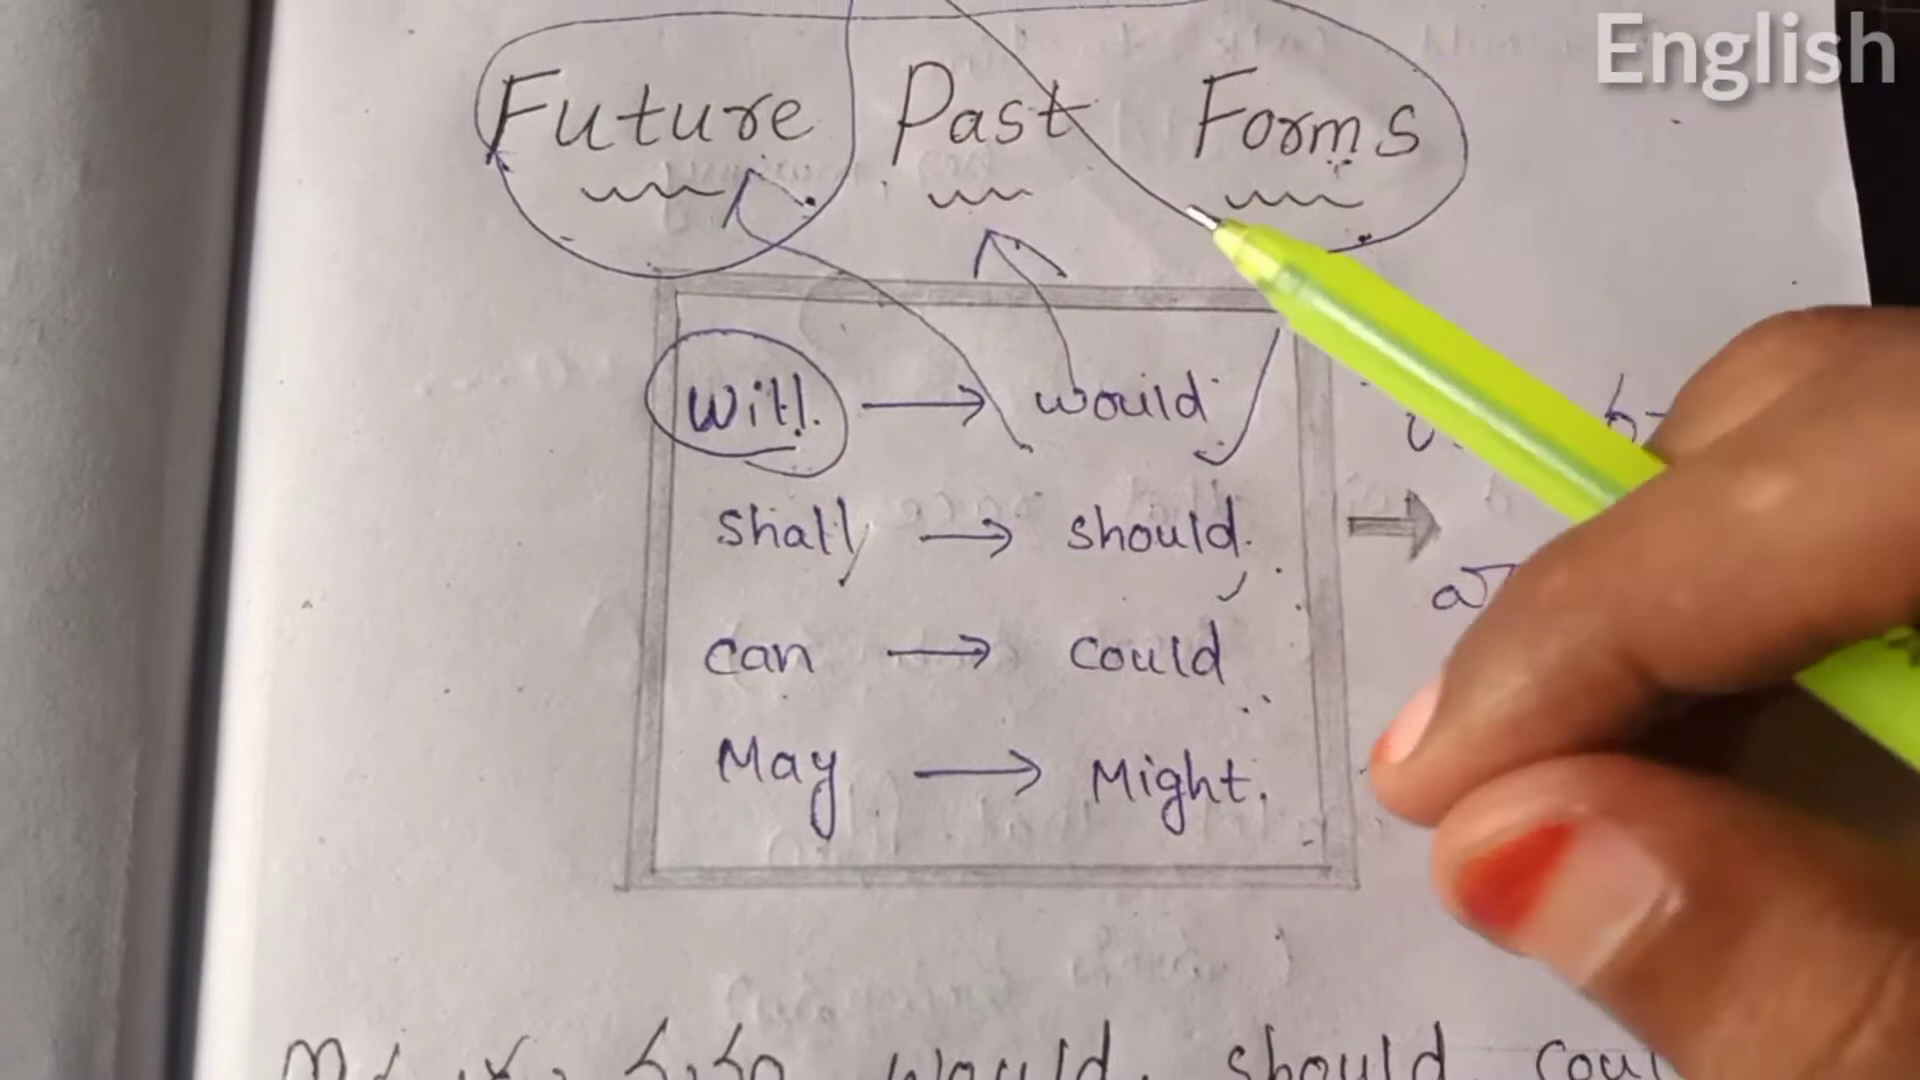 English
Future Past Forms
Will. → would
shall → should.
can → could
May → Might.
would, should